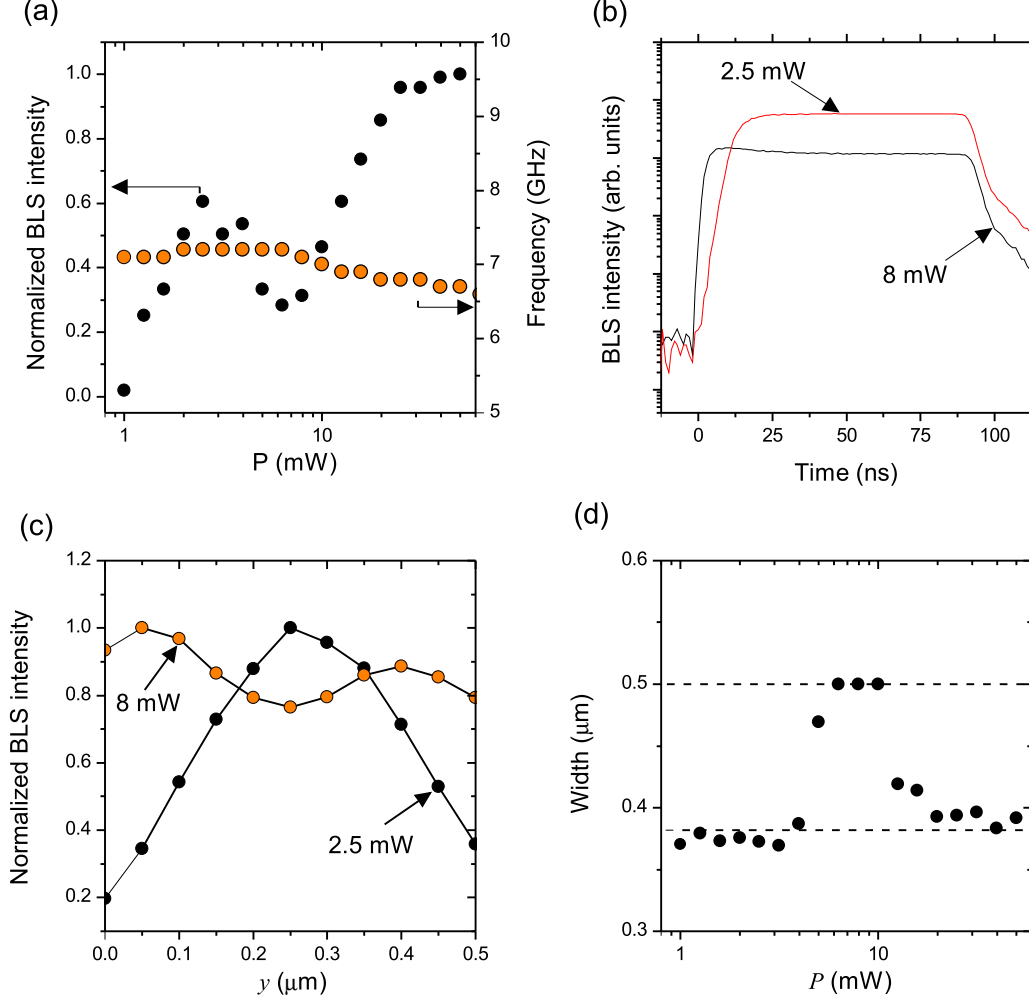 (a)
Normalized BLS intensity
1.0
0.8
0.6
0.4
0.2
0.0
10
9
8
7
6
5
Frequency (GHz)
1
10
P (mW)
(b)
BLS intensity (arb. units)
2.5 mW
8 mW
0
25
50
75
100
Time (ns)
(c)
Normalized BLS intensity
1.2
1.0
0.8
0.6
0.4
0.2
8 mW
2.5 mW
0.0
0.1
0.2
0.3
0.4
0.5
y (μm)
(d)
Width (μm)
0.6
0.5
0.4
0.3
1
10
P (mW)